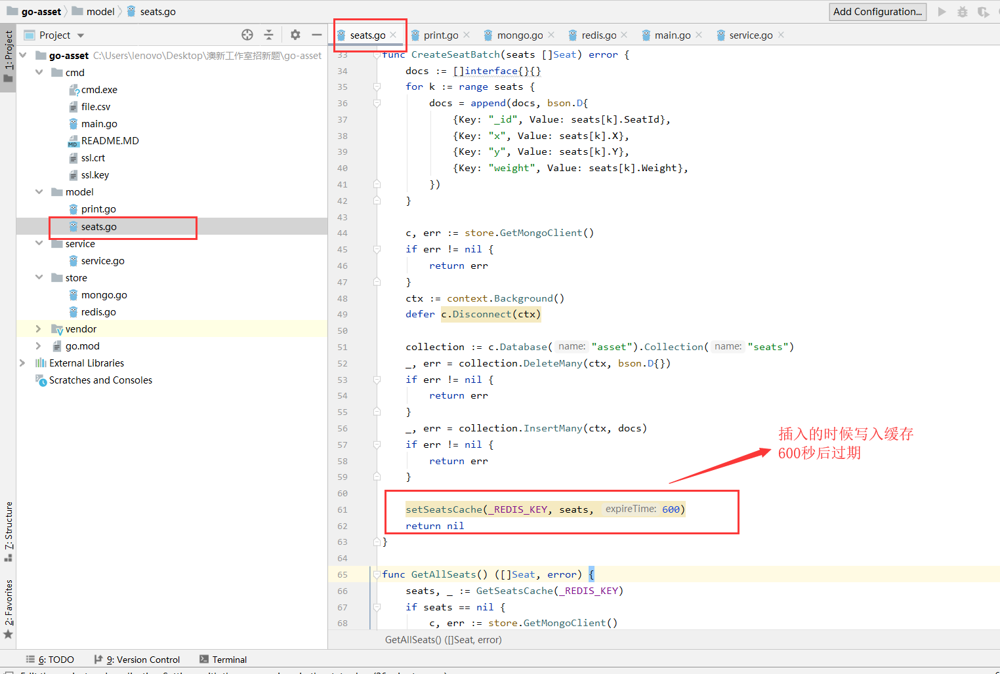 go-asset model seats.go Add Configuration...
1: Project
Project
seats.go print.go mongo.go redis.go main.go service.go
go-asset C:\Users\lenovo\Desktop\澳新工作室招新题\go-asset
cmd
cmd.exe
file.csv
main.go
README.MD
ssl.crt
ssl.key
model
print.go
seats.go
service
service.go
store
mongo.go
redis.go
vendor
go.mod
External Libraries
Scratches and Consoles
7: Structure
2: Favorites
33 func CreateSeatBatch(seats []Seat) error {
34 docs := []interface{}{}
35 for k := range seats {
36 docs = append(docs, bson.D{
37 {Key: "_id", Value: seats[k].SeatId},
38 {Key: "x", Value: seats[k].X},
39 {Key: "y", Value: seats[k].Y},
40 {Key: "weight", Value: seats[k].Weight},
41 })
42 }
43
44 c, err := store.GetMongoClient()
45 if err != nil {
46 return err
47 }
48 ctx := context.Background()
49 defer c.Disconnect(ctx)
50
51 collection := c.Database( name: "asset").Collection( name: "seats")
52 _, err = collection.DeleteMany(ctx, bson.D{})
53 if err != nil {
54 return err
55 }
56 _, err = collection.InsertMany(ctx, docs)
57 if err != nil {
58 return err
59 }
60
61 setSeatsCache(_REDIS_KEY, seats, expireTime: 600)
62 return nil
63 }
64
65 func GetAllSeats() ([]Seat, error) {
66 seats, _ := GetSeatsCache(_REDIS_KEY)
67 if seats == nil {
68 c, err := store.GetMongoClient()
插入的时候写入缓存
600秒后过期
GetAllSeats() ([]Seat, error)
6: TODO 9: Version Control Terminal